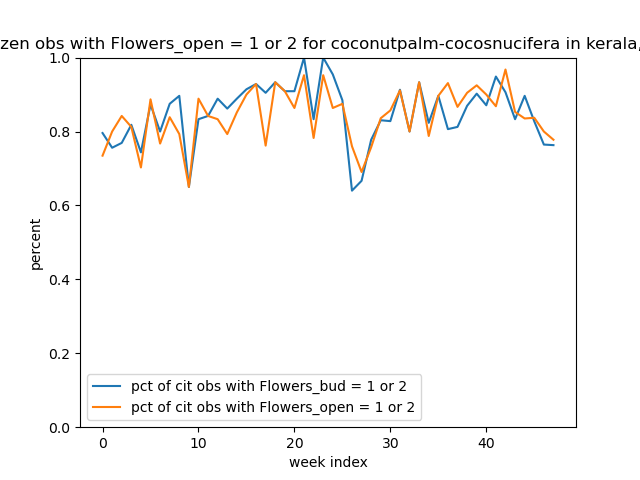 zen obs with Flowers_open = 1 or 2 for coconutpalm-cocosnucifera in kerala,
1.0
0.8
0.6
0.4
0.2
0.0
percent
pct of cit obs with Flowers_bud = 1 or 2
pct of cit obs with Flowers_open = 1 or 2
0 10 20 30 40
week index